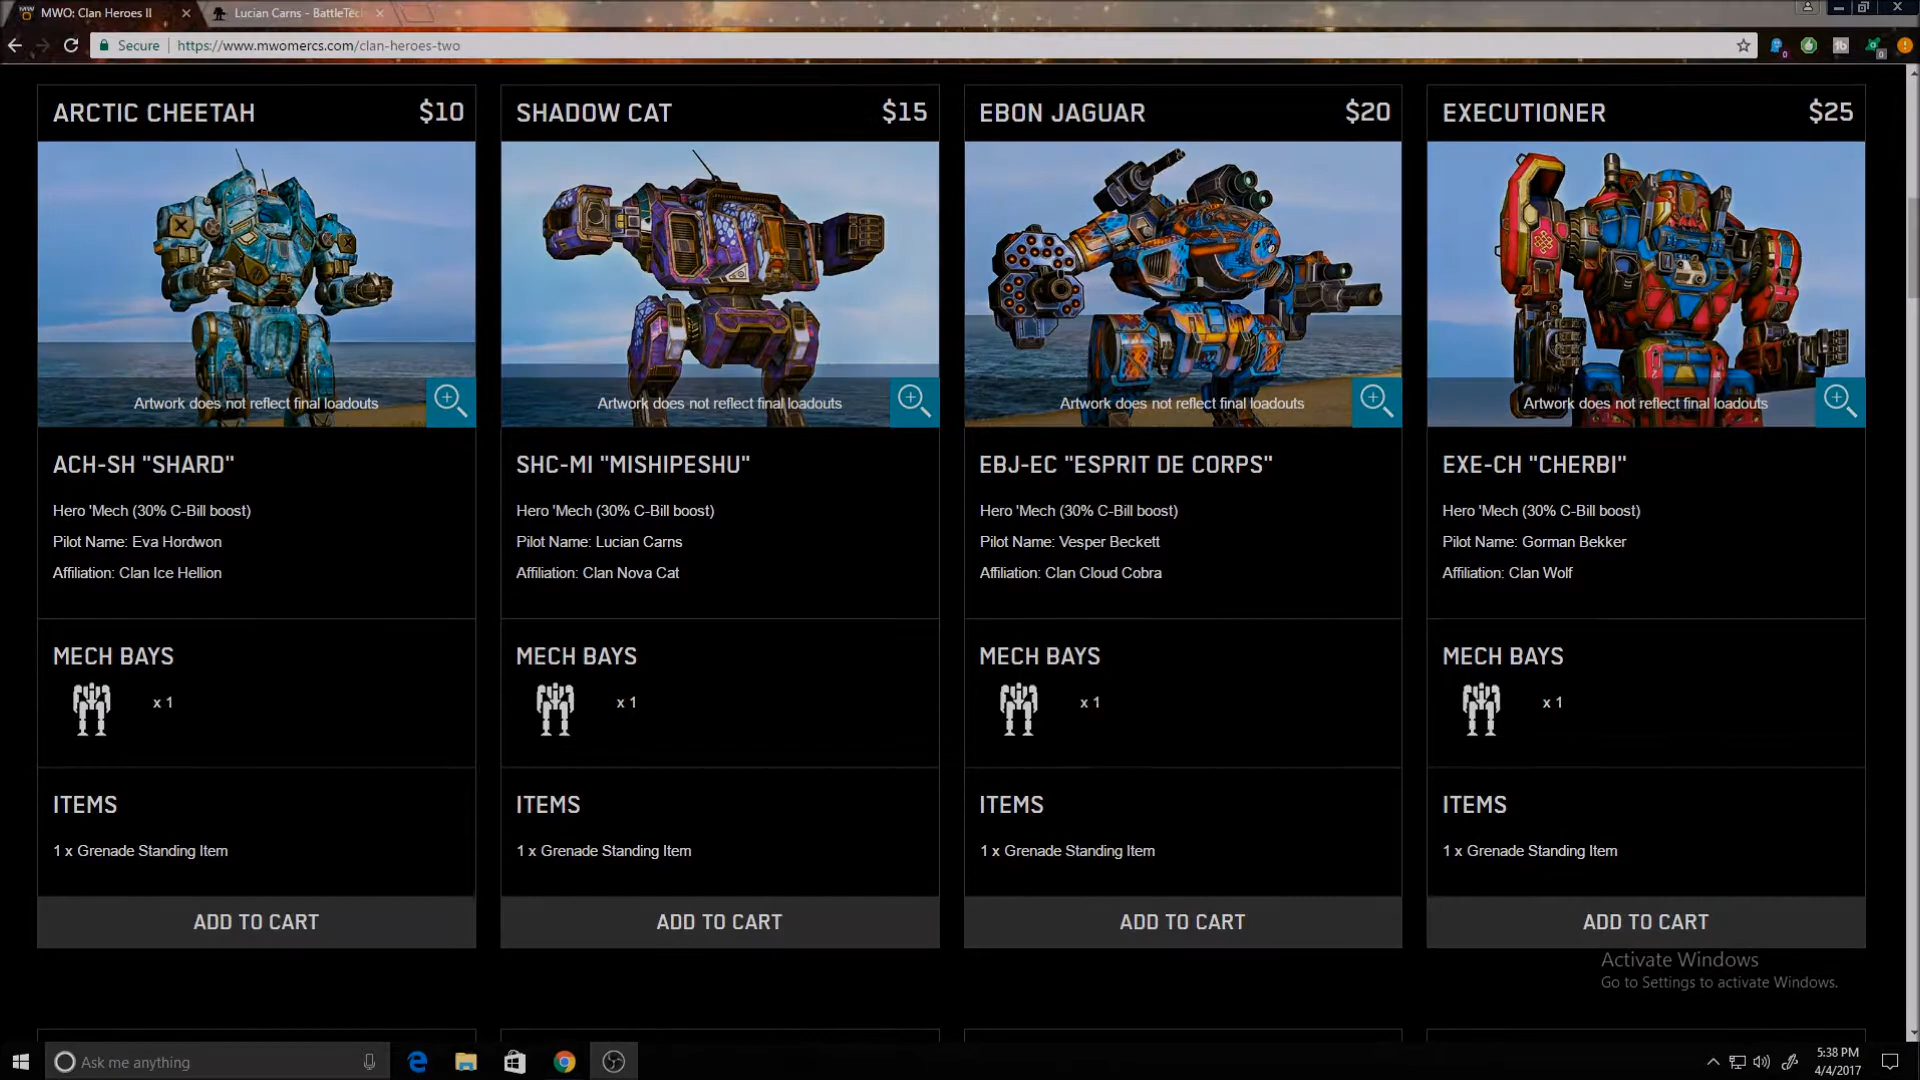 MWO: Clan Heroes II
Lucian Carns - BattleTech
Secure
https://www.mwomercs.com/clan-heroes-two
ARCTIC CHEETAH $10
SHADOW CAT $15
EBON JAGUAR $20
EXECUTIONER $25
Artwork does not reflect final loadouts
Artwork does not reflect final loadouts
Artwork does not reflect final loadouts
Artwork does not reflect final loadouts
ACH-SH "SHARD"
Hero 'Mech (30% C-Bill boost)
Pilot Name: Eva Hordwon
Affiliation: Clan Ice Hellion
SHC-MI "MISHIPESHU"
Hero 'Mech (30% C-Bill boost)
Pilot Name: Lucian Carns
Affiliation: Clan Nova Cat
EBJ-EC "ESPRIT DE CORPS"
Hero 'Mech (30% C-Bill boost)
Pilot Name: Vesper Beckett
Affiliation: Clan Cloud Cobra
EXE-CH "CHERBI"
Hero 'Mech (30% C-Bill boost)
Pilot Name: Gorman Bekker
Affiliation: Clan Wolf
MECH BAYS
x 1
MECH BAYS
x 1
MECH BAYS
x 1
MECH BAYS
x 1
ITEMS
1 x Grenade Standing Item
ITEMS
1 x Grenade Standing Item
ITEMS
1 x Grenade Standing Item
ITEMS
1 x Grenade Standing Item
ADD TO CART
ADD TO CART
ADD TO CART
ADD TO CART
Activate Windows
Go to Settings to activate Windows.
Ask me anything
5:38 PM
4/4/2017